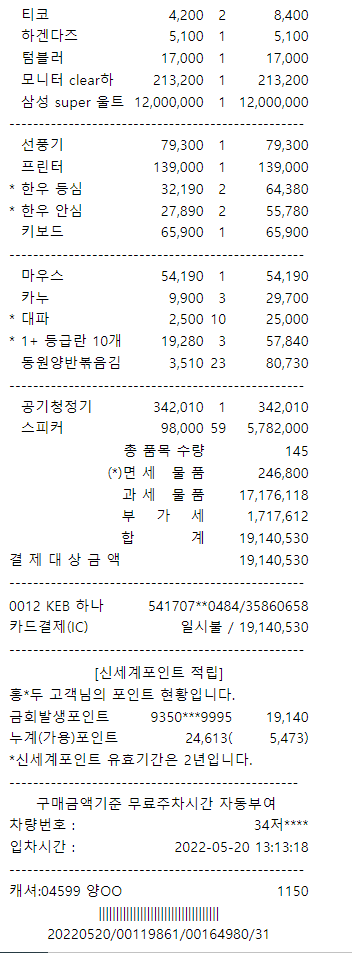 티코 4,200 2 8,400
하겐다즈 5,100 1 5,100
텀블러 17,000 1 17,000
모니터 clear하 213,200 1 213,200
삼성 super 울트 12,000,000 1 12,000,000
------------------------------------------
선풍기 79,300 1 79,300
프린터 139,000 1 139,000
* 한우 등심 32,190 2 64,380
* 한우 안심 27,890 2 55,780
키보드 65,900 1 65,900
------------------------------------------
마우스 54,190 1 54,190
카누 9,900 3 29,700
* 대파 2,500 10 25,000
* 1+ 등급란 10개 19,280 3 57,840
동원양반볶음김 3,510 23 80,730
------------------------------------------
공기청정기 342,010 1 342,010
스피커 98,000 59 5,782,000
총 품목 수량 145
(*)면 세 물 품 246,800
과 세 물 품 17,176,118
부 가 세 1,717,612
합 계 19,140,530
결 제 대 상 금 액 19,140,530
------------------------------------------
0012 KEB 하나 541707**0484/35860658
카드결제(IC) 일시불 / 19,140,530
------------------------------------------
[신세계포인트 적립]
홍*두 고객님의 포인트 현황입니다.
금회발생포인트 9350***9995 19,140
누계(가용)포인트 24,613( 5,473)
*신세계포인트 유효기간은 2년입니다.
------------------------------------------
구매금액기준 무료주차시간 자동부여
차량번호 : 34저****
입차시간 : 2022-05-20 13:13:18
------------------------------------------
캐셔:04599 양OO 1150
||||||||||||||||||||||||||||||||||
20220520/00119861/00164980/31